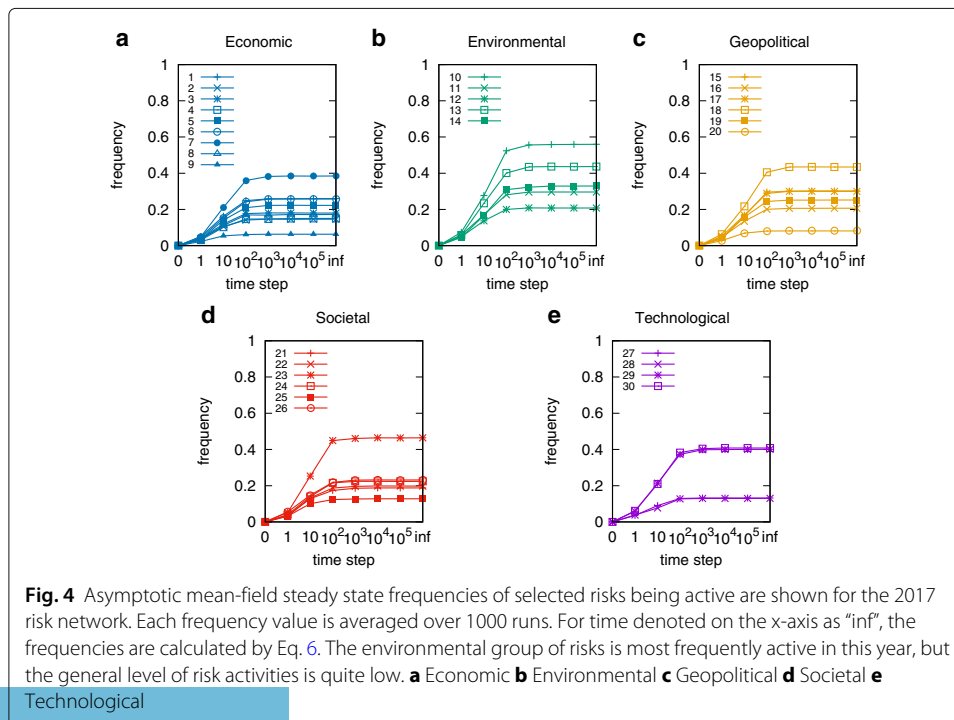 a Economic
1
0.8
0.6
0.4
0.2
0
frequency
1
2
3
4
5
6
7
8
9
0 1 10 10² 10³ 10⁴ 10⁵ inf
time step
b Environmental
1
0.8
0.6
0.4
0.2
0
frequency
10
11
12
13
14
0 1 10 10² 10³ 10⁴ 10⁵ inf
time step
c Geopolitical
1
0.8
0.6
0.4
0.2
0
frequency
15
16
17
18
19
20
0 1 10 10² 10³ 10⁴ 10⁵ inf
time step
d Societal
1
0.8
0.6
0.4
0.2
0
frequency
21
22
23
24
25
26
0 1 10 10² 10³ 10⁴ 10⁵ inf
time step
e Technological
1
0.8
0.6
0.4
0.2
0
frequency
27
28
29
30
0 1 10 10² 10³ 10⁴ 10⁵ inf
time step
Fig. 4 Asymptotic mean-field steady state frequencies of selected risks being active are shown for the 2017
risk network. Each frequency value is averaged over 1000 runs. For time denoted on the x-axis as “inf”, the
frequencies are calculated by Eq. 6. The environmental group of risks is most frequently active in this year, but
the general level of risk activities is quite low. a Economic b Environmental c Geopolitical d Societal e
Technological